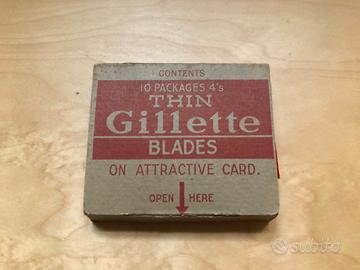 CONTENTS
10 PACKAGES 4's
THIN
Gillette
BLADES
ON ATTRACTIVE CARD.
OPEN HERE
subito